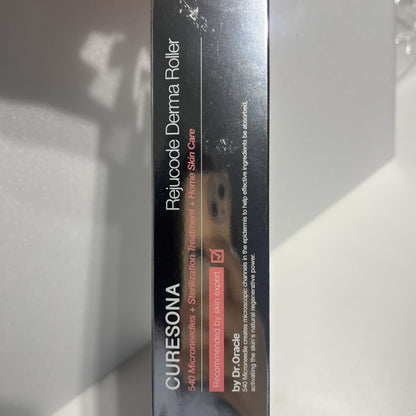 CURESONA Rejucode Derma Roller
540 Microneedles + Sterilization Treatment + Home Skin Care
Recommended by skin expert
by Dr.Oracle
540 Microneedle creates microscopic channels in the epidermis to help effective ingredients be absorbed,
activating the skin's natural regenerative power.